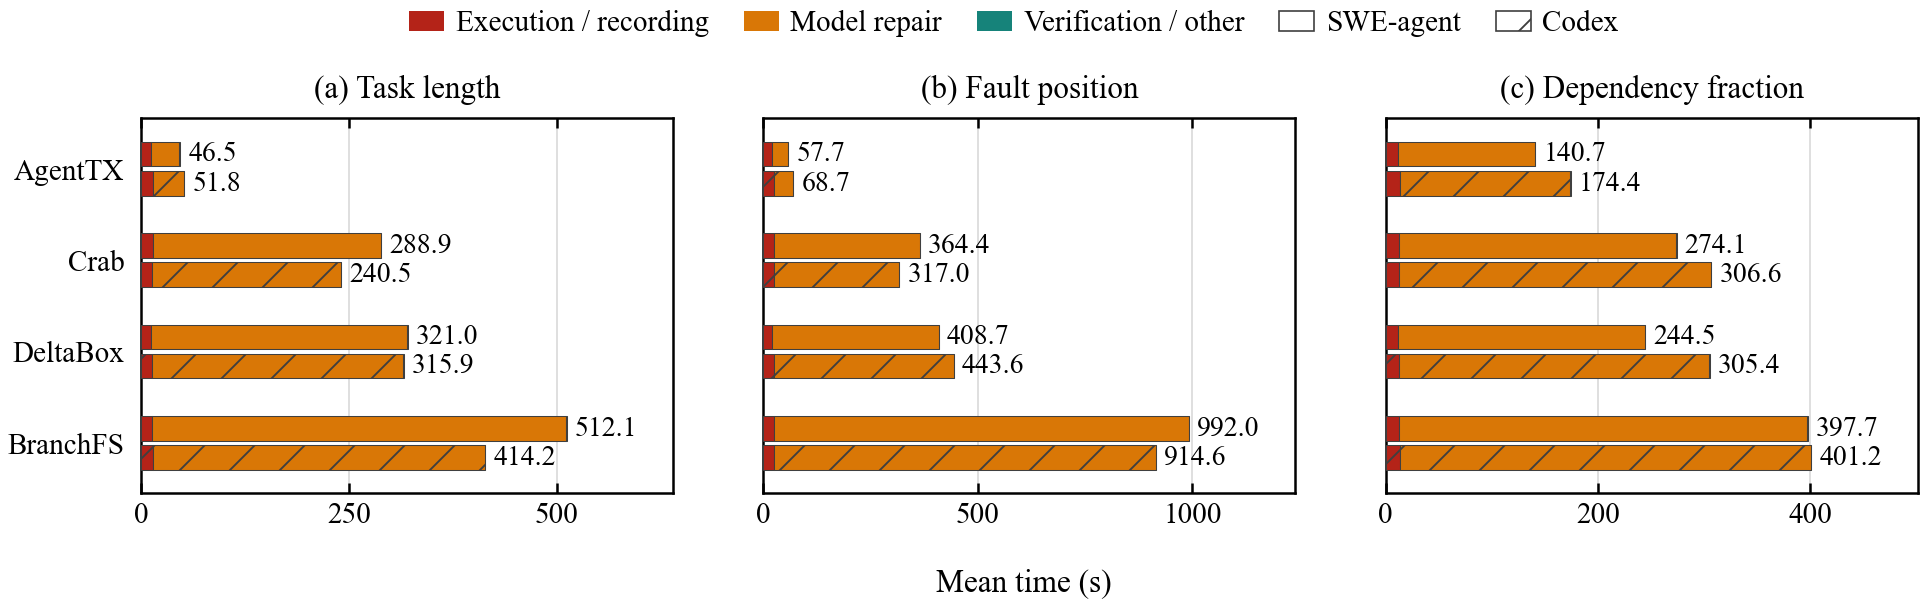 Execution / recording Model repair Verification / other SWE-agent Codex
(a) Task length (b) Fault position (c) Dependency fraction
AgentTX 46.5 57.7 140.7
51.8 68.7 174.4
Crab 288.9 364.4 274.1
240.5 317.0 306.6
DeltaBox 321.0 408.7 244.5
315.9 443.6 305.4
BranchFS 512.1 992.0 397.7
414.2 914.6 401.2
0 250 500 0 500 1000 0 200 400
Mean time (s)